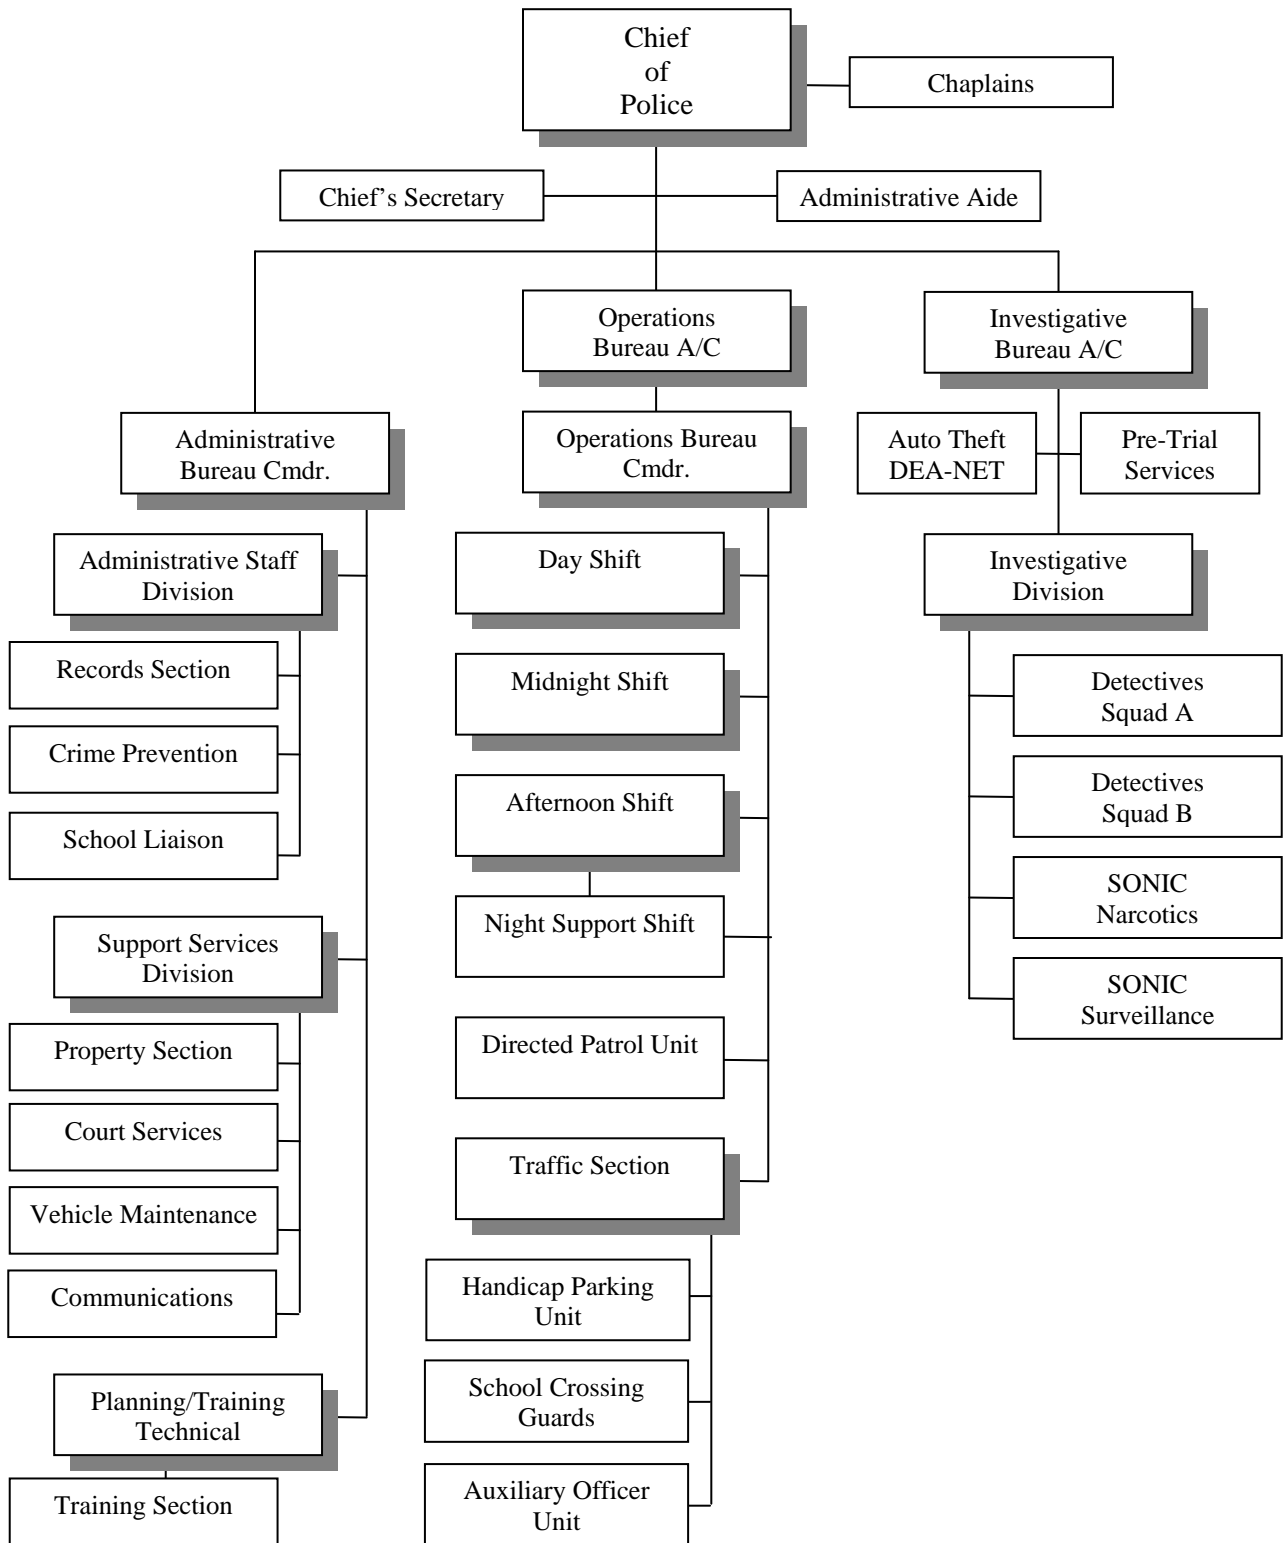 Chief
of
Police
Chaplains
Chief’s Secretary
Administrative Aide
Operations
Bureau A/C
Investigative
Bureau A/C
Administrative
Bureau Cmdr.
Operations Bureau
Cmdr.
Auto Theft
DEA-NET
Pre-Trial
Services
Administrative Staff
Division
Records Section
Crime Prevention
School Liaison
Support Services
Division
Property Section
Court Services
Vehicle Maintenance
Communications
Planning/Training
Technical
Training Section
Day Shift
Midnight Shift
Afternoon Shift
Night Support Shift
Directed Patrol Unit
Traffic Section
Handicap Parking
Unit
School Crossing
Guards
Auxiliary Officer
Unit
Investigative
Division
Detectives
Squad A
Detectives
Squad B
SONIC
Narcotics
SONIC
Surveillance